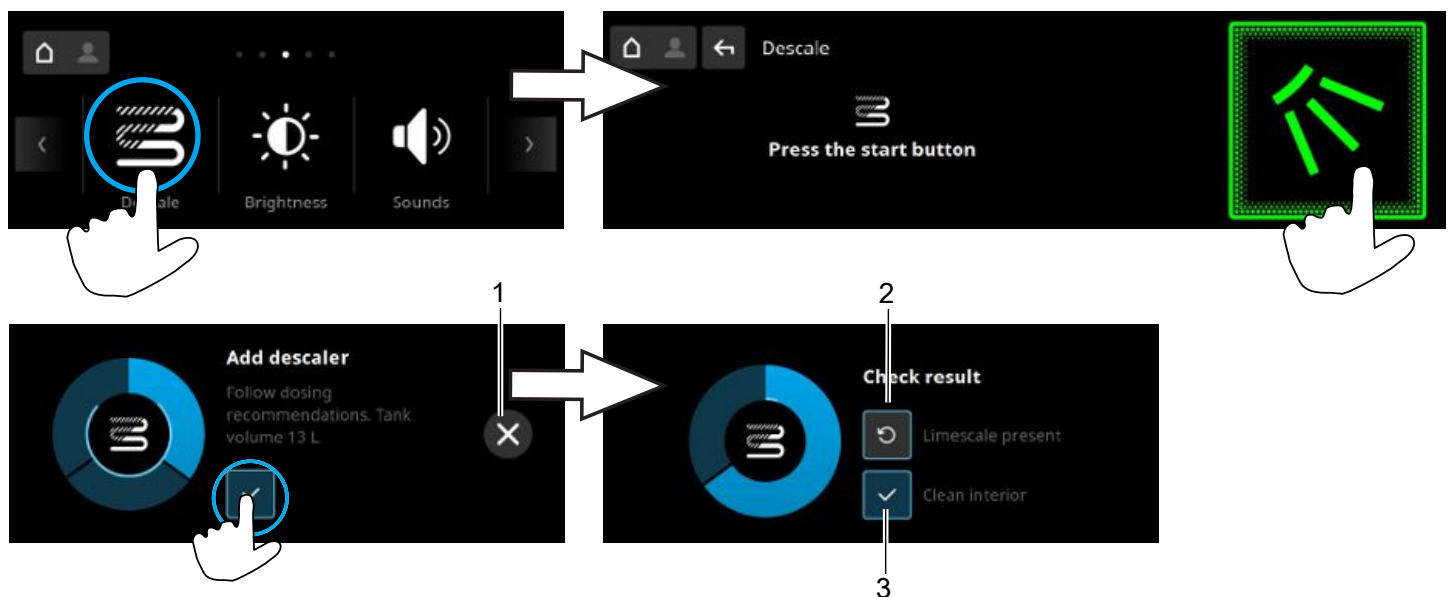 Descale
Brightness
Sounds
Descale
Press the start button
1
Add descaler
Follow dosing
recommendations. Tank
volume 13 L
2
Check result
Limescale present
Clean interior
3